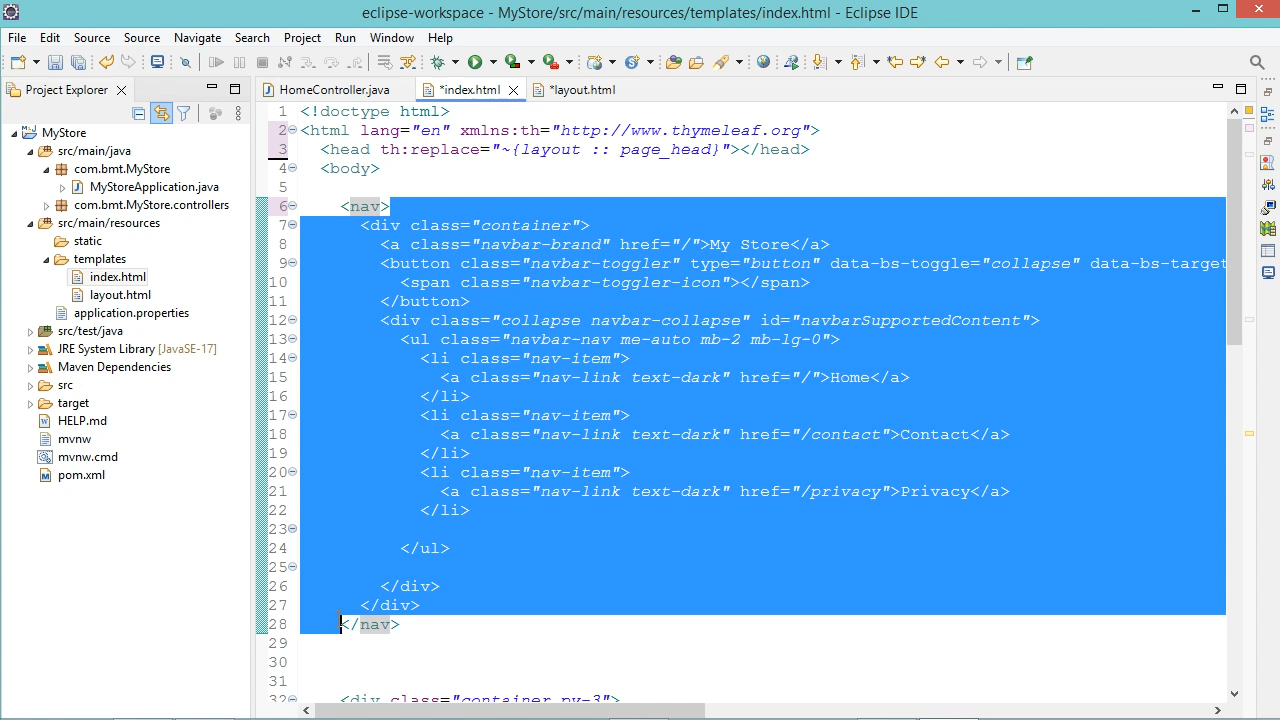 eclipse-workspace - MyStore/src/main/resources/templates/index.html - Eclipse IDE
File Edit Source Source Navigate Search Project Run Window Help
Project Explorer
HomeController.java *index.html *layout.html
MyStore
src/main/java
com.bmt.MyStore
MyStoreApplication.java
com.bmt.MyStore.controllers
src/main/resources
static
templates
index.html
layout.html
application.properties
src/test/java
JRE System Library [JavaSE-17]
Maven Dependencies
src
target
HELP.md
mvnw
mvnw.cmd
pom.xml
1 <!doctype html>
2 <html lang="en" xmlns:th="http://www.thymeleaf.org">
3 <head th:replace="~{layout :: page_head}"></head>
4 <body>
5
6 <nav>
7 <div class="container">
8 <a class="navbar-brand" href="/">My Store</a>
9 <button class="navbar-toggler" type="button" data-bs-toggle="collapse" data-bs-target
10 <span class="navbar-toggler-icon"></span>
11 </button>
12 <div class="collapse navbar-collapse" id="navbarSupportedContent">
13 <ul class="navbar-nav me-auto mb-2 mb-lg-0">
14 <li class="nav-item">
15 <a class="nav-link text-dark" href="/">Home</a>
16 </li>
17 <li class="nav-item">
18 <a class="nav-link text-dark" href="/contact">Contact</a>
19 </li>
20 <li class="nav-item">
21 <a class="nav-link text-dark" href="/privacy">Privacy</a>
22 </li>
23
24 </ul>
25
26 </div>
27 </div>
28 </nav>
29
30
31
32 <div class="container py-3">